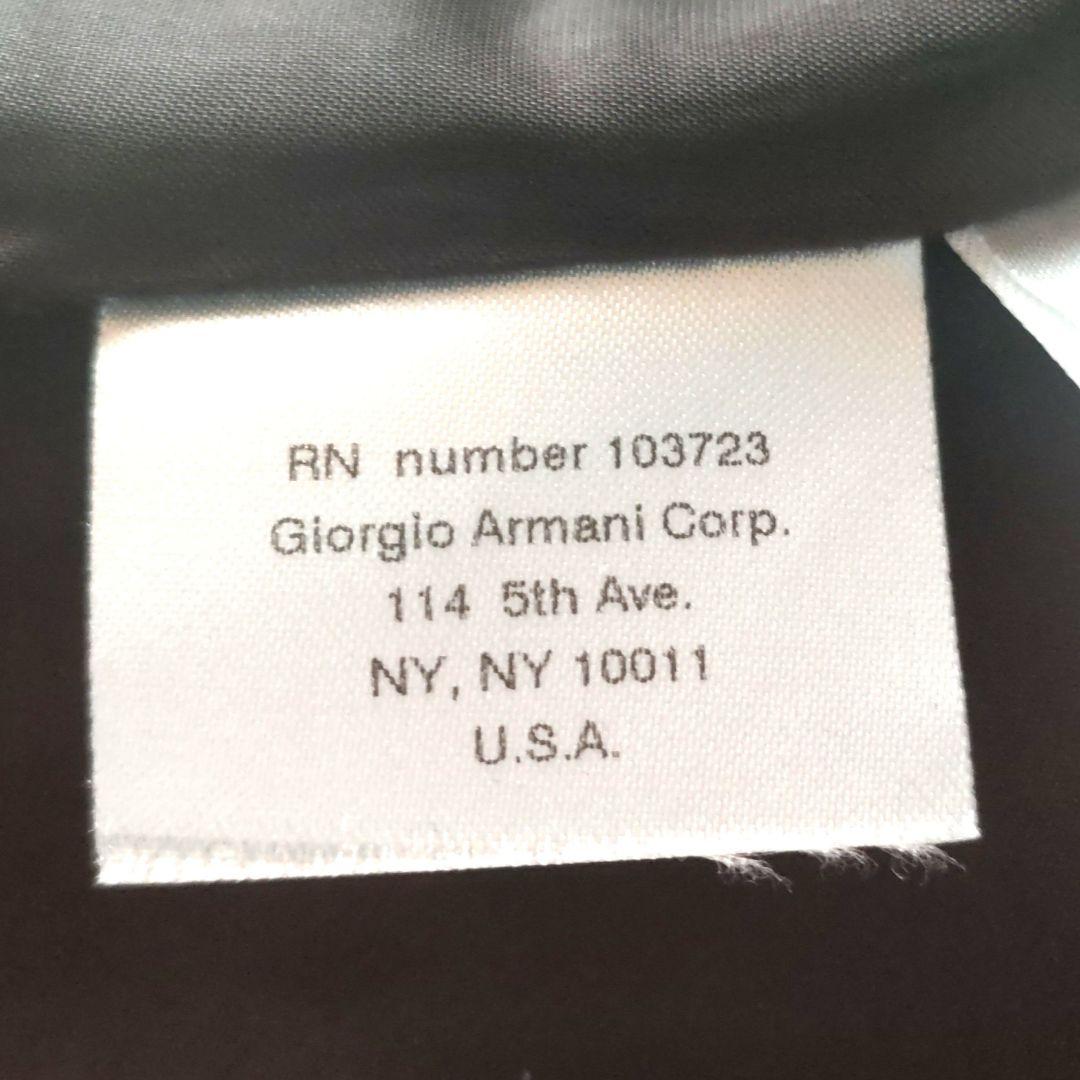 RN number 103723
Giorgio Armani Corp.
114 5th Ave.
NY, NY 10011
U.S.A.